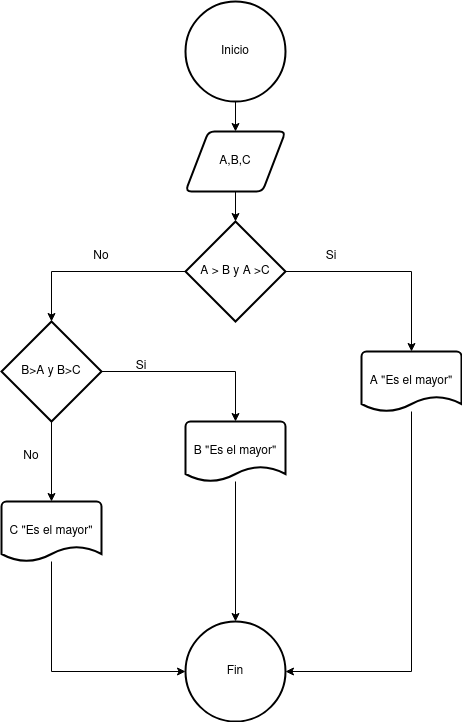 Inicio
A,B,C
A > B y A >C
No
Si
B>A y B>C
Si
A "Es el mayor"
B "Es el mayor"
No
C "Es el mayor"
Fin